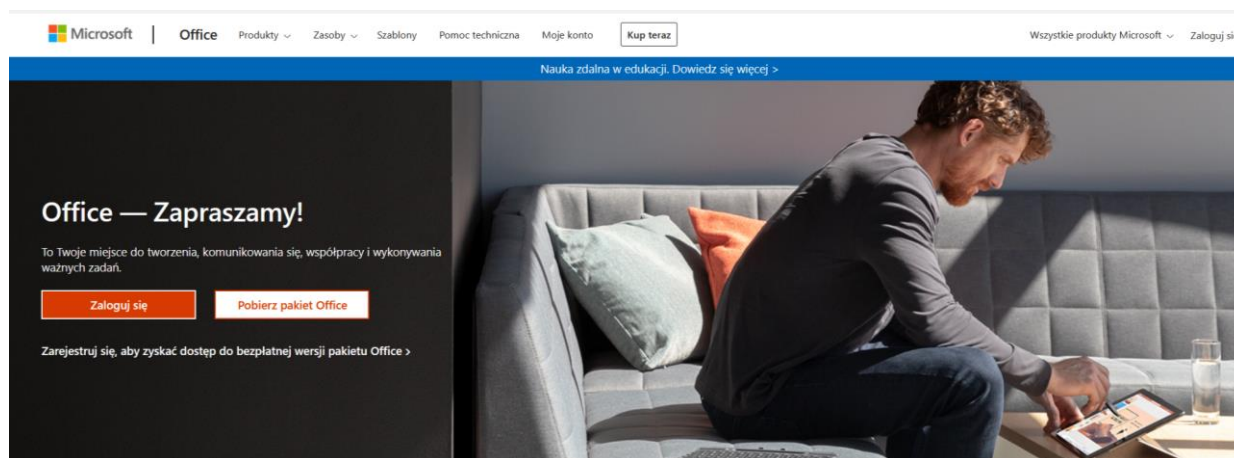 Microsoft | Office Produkty Zasoby Szablony Pomoc techniczna Moje konto Kup teraz Wszystkie produkty Microsoft Zaloguj si
Nauka zdalna w edukacji. Dowiedz się więcej >
Office — Zapraszamy!
To Twoje miejsce do tworzenia, komunikowania się, współpracy i wykonywania
ważnych zadań.
Zaloguj się Pobierz pakiet Office
Zarejestruj się, aby zyskać dostęp do bezpłatnej wersji pakietu Office >